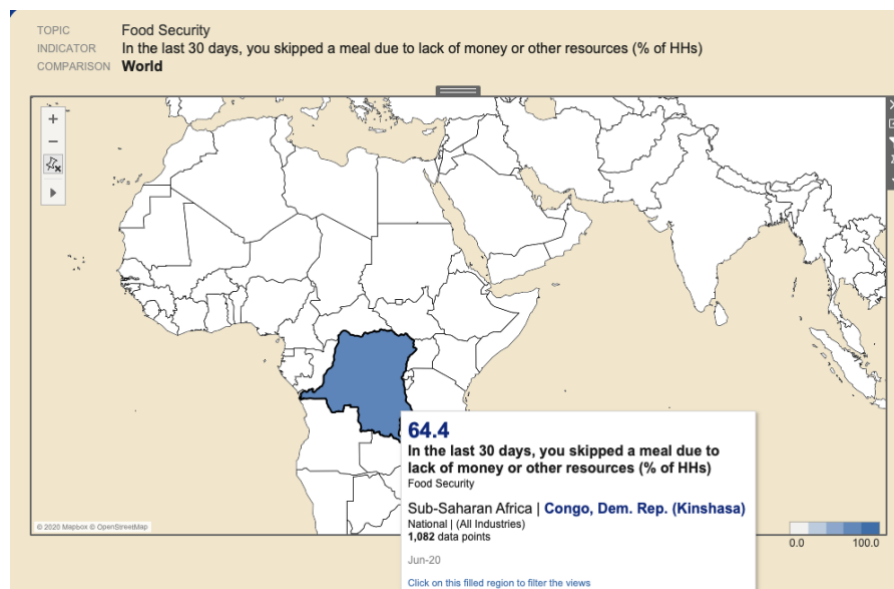 TOPIC Food Security
INDICATOR In the last 30 days, you skipped a meal due to lack of money or other resources (% of HHs)
COMPARISON World
64.4
In the last 30 days, you skipped a meal due to
lack of money or other resources (% of HHs)
Food Security
Sub-Saharan Africa | Congo, Dem. Rep. (Kinshasa)
National | (All Industries)
1,082 data points
Jun-20
Click on this filled region to filter the views
© 2020 Mapbox © OpenStreetMap
0.0 100.0